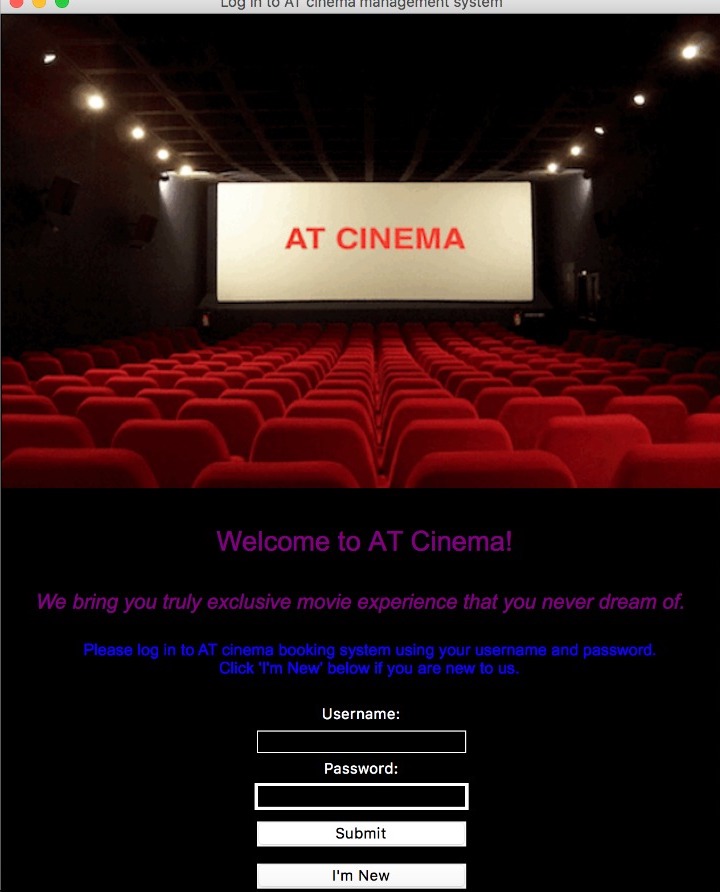 Log in to AT cinema management system
AT CINEMA
Welcome to AT Cinema!
We bring you truly exclusive movie experience that you never dream of.
Please log in to AT cinema booking system using your username and password.
Click 'I'm New' below if you are new to us.
Username:
Password:
Submit
I'm New